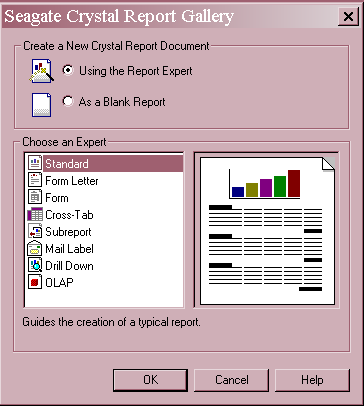 Seagate Crystal Report Gallery
Create a New Crystal Report Document
Using the Report Expert
As a Blank Report
Choose an Expert
Standard
Form Letter
Form
Cross-Tab
Subreport
Mail Label
Drill Down
OLAP
Guides the creation of a typical report.
OK Cancel Help